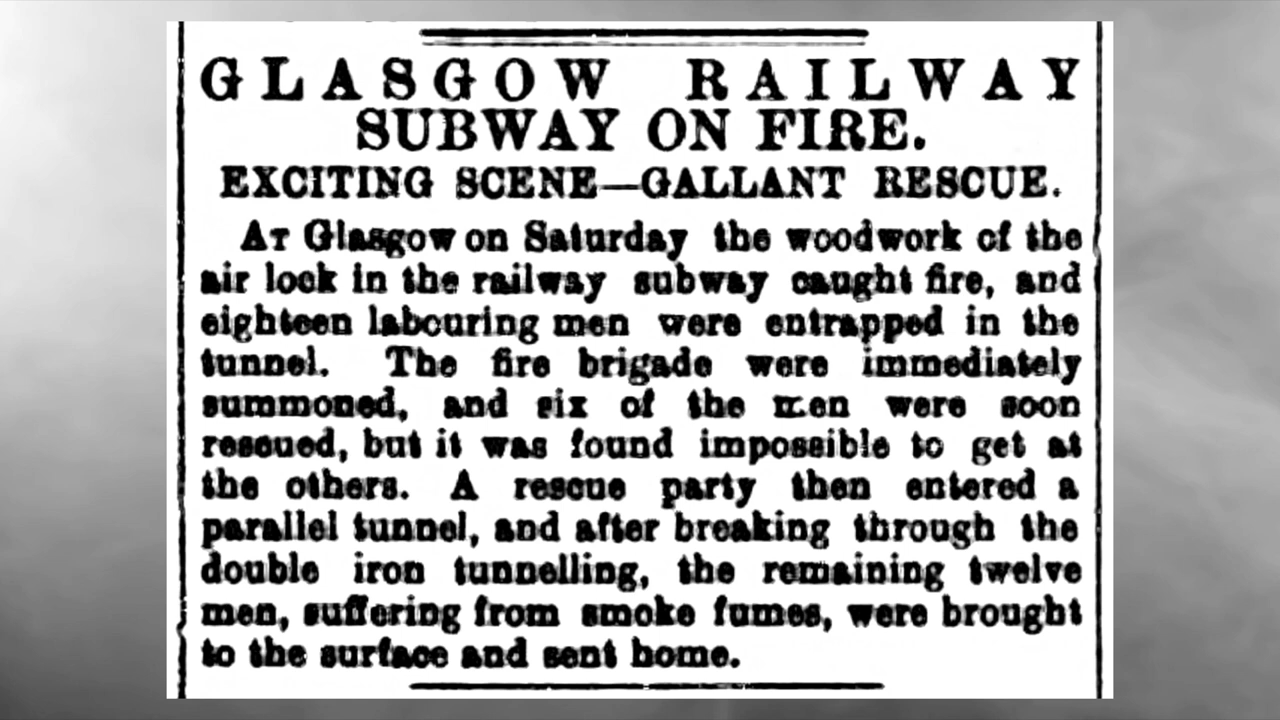 GLASGOW RAILWAY
SUBWAY ON FIRE.
EXCITING SCENE—GALLANT RESCUE.
At Glasgow on Saturday the woodwork of the
air lock in the railway subway caught fire, and
eighteen labouring men were entrapped in the
tunnel. The fire brigade were immediately
summoned, and six of the men were soon
rescued, but it was found impossible to get at
the others. A rescue party then entered a
parallel tunnel, and after breaking through the
double iron tunnelling, the remaining twelve
men, suffering from smoke fumes, were brought
to the surface and sent home.